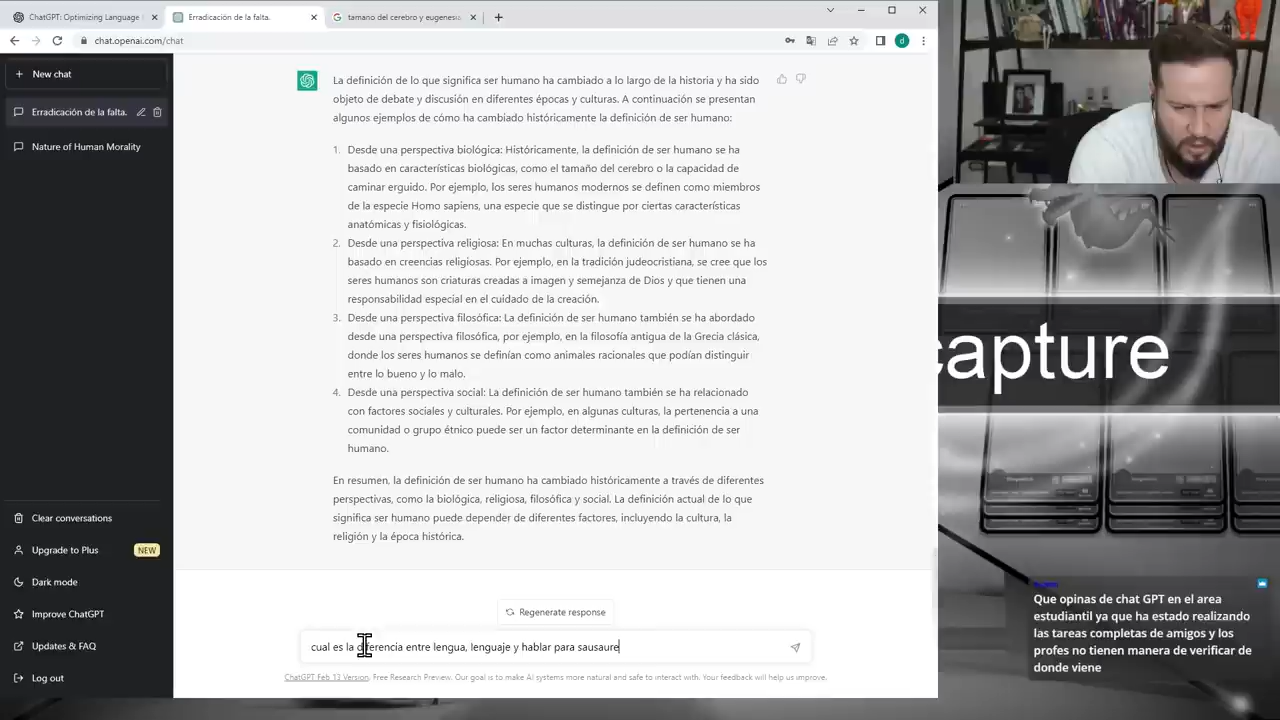 ChatGPT: Optimizing Language
Erradicación de la falta.
tamano del cerebro y eugenesia
chat.openai.com/chat
d
New chat
Erradicación de la falta.
Nature of Human Morality
La definición de lo que significa ser humano ha cambiado a lo largo de la historia y ha sido
objeto de debate y discusión en diferentes épocas y culturas. A continuación se presentan
algunos ejemplos de cómo ha cambiado históricamente la definición de ser humano:
1. Desde una perspectiva biológica: Históricamente, la definición de ser humano se ha
basado en características biológicas, como el tamaño del cerebro o la capacidad de
caminar erguido. Por ejemplo, los seres humanos modernos se definen como miembros
de la especie Homo sapiens, una especie que se distingue por ciertas características
anatómicas y fisiológicas.
2. Desde una perspectiva religiosa: En muchas culturas, la definición de ser humano se ha
basado en creencias religiosas. Por ejemplo, en la tradición judeocristiana, se cree que los
seres humanos son criaturas creadas a imagen y semejanza de Dios y que tienen una
responsabilidad especial en el cuidado de la creación.
3. Desde una perspectiva filosófica: La definición de ser humano también se ha abordado
desde una perspectiva filosófica, por ejemplo, en la filosofía antigua de la Grecia clásica,
donde los seres humanos se definían como animales racionales que podían distinguir
entre lo bueno y lo malo.
4. Desde una perspectiva social: La definición de ser humano también se ha relacionado
con factores sociales y culturales. Por ejemplo, en algunas culturas, la pertenencia a una
comunidad o grupo étnico puede ser un factor determinante en la definición de ser
humano.
En resumen, la definición de ser humano ha cambiado históricamente a través de diferentes
perspectivas, como la biológica, religiosa, filosófica y social. La definición actual de lo que
significa ser humano puede depender de diferentes factores, incluyendo la cultura, la
religión y la época histórica.
Clear conversations
Upgrade to Plus NEW
Dark mode
Improve ChatGPT
Updates & FAQ
Log out
Regenerate response
cual es la diferencia entre lengua, lenguaje y hablar para sausaure
ChatGPT Feb 13 Version. Free Research Preview. Our goal is to make AI systems more natural and safe to interact with. Your feedback will help us improve.
capture
Que opinas de chat GPT en el area
estudiantil ya que ha estado realizando
las tareas completas de amigos y los
profes no tienen manera de verificar de
donde viene